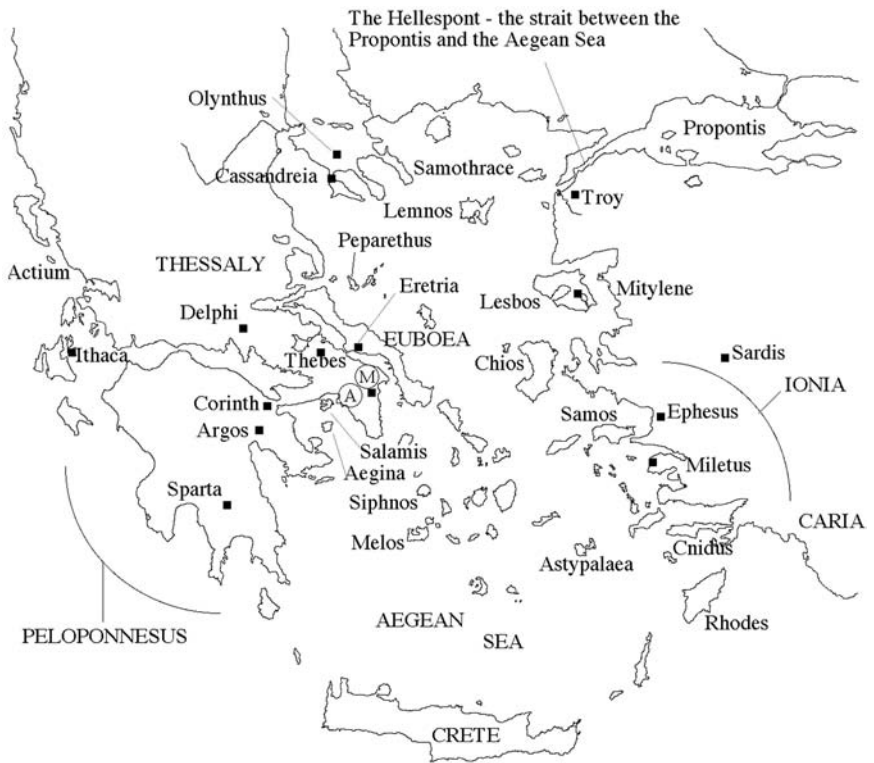 The Hellespont - the strait between the
Propontis and the Aegean Sea
Olynthus
Propontis
Cassandreia
Samothrace
Troy
Lemnos
Peparethus
THESSALY
Actium
Eretria
Lesbos
Mitylene
Delphi
EUBOEA
Ithaca
Thebes
Chios
Sardis
M
IONIA
A
Corinth
Samos
Ephesus
Argos
Salamis
Aegina
Miletus
Sparta
Siphnos
CARIA
Melos
Cnidus
Astypalaea
Rhodes
AEGEAN
SEA
PELOPONNESUS
CRETE